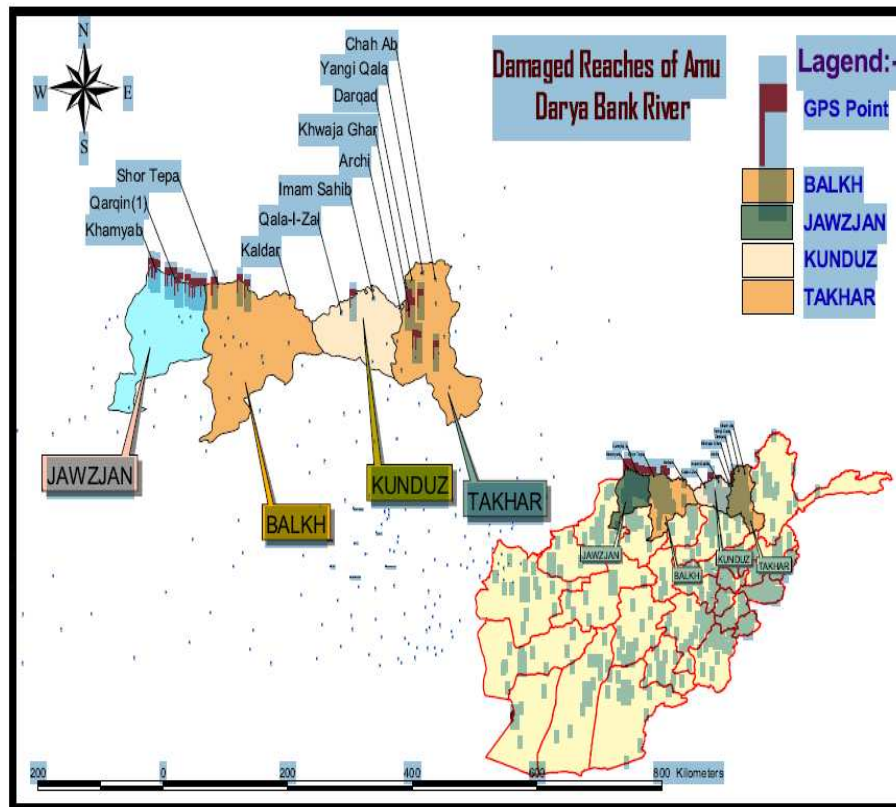 N
W E
S
Damaged Reaches of Amu
Darya Bank River
Lagend:-
GPS Point
BALKH
JAWZJAN
KUNDUZ
TAKHAR
Chah Ab
Yangi Qala
Darqad
Khwaja Ghar
Archi
Imam Sahib
Qala-I-Zal
Kaldar
Shor Tepa
Qarqin(1)
Khamyab
JAWZJAN
BALKH
KUNDUZ
TAKHAR
JAWZJAN
BALKH
KUNDUZ
TAKHAR
200 0 200 400 600 800 Kilometers